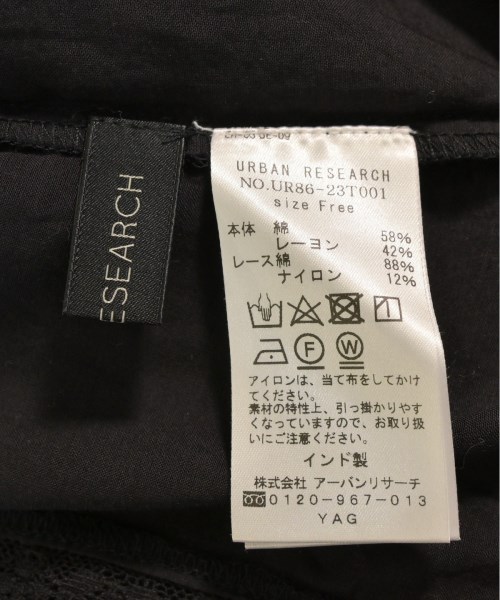 ESEARCH
URBAN RESEARCH
NO.UR86-23T001
size Free
本体 綿 58%
レーヨン 42%
レース綿 88%
ナイロン 12%
F W
アイロンは、当て布をしてかけ
てください。
素材の特性上、引っ掛かりやす
くなっていますので、お取り扱
いにご注意ください。
インド製
株式会社 アーバンリサーチ
0120-967-013
YAG